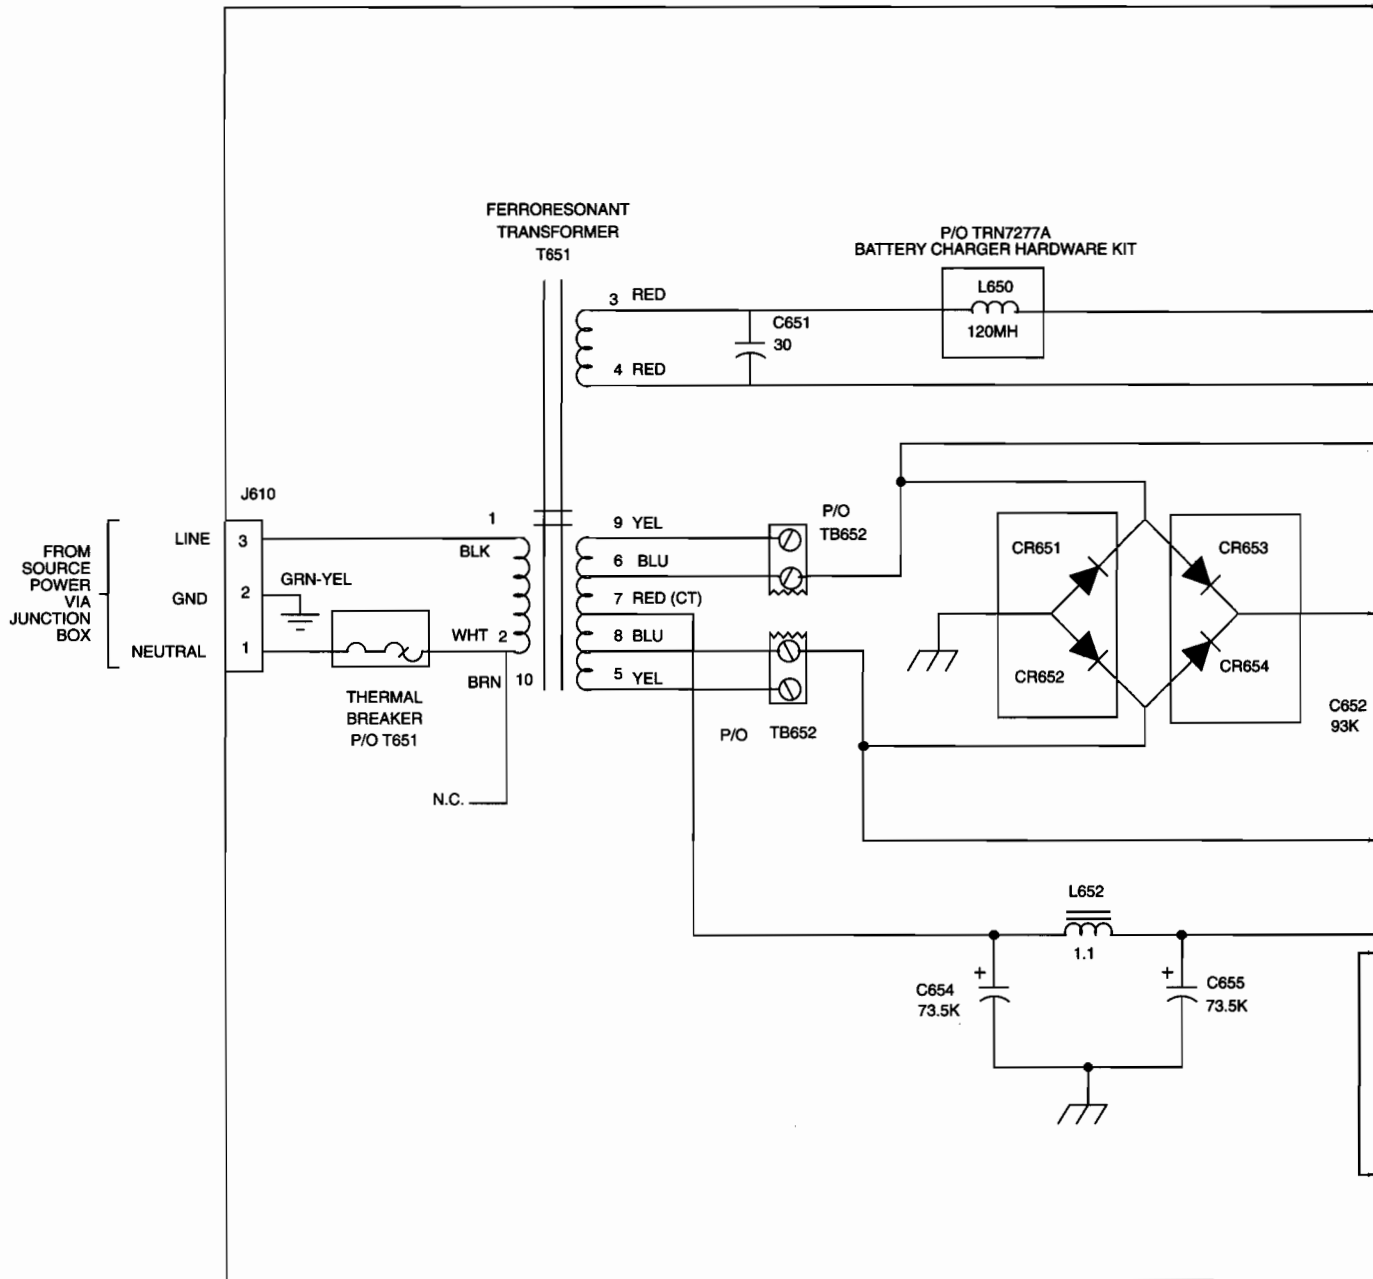 FERRORESONANT
TRANSFORMER
T651
P/O TRN7277A
BATTERY CHARGER HARDWARE KIT
L650
120MH
3 RED
C651
30
4 RED
J610
FROM
SOURCE
POWER
VIA
JUNCTION
BOX
LINE
3
GND
2
GRN-YEL
NEUTRAL
1
1
BLK
WHT 2
BRN 10
THERMAL
BREAKER
P/O T651
N.C.
9 YEL
6 BLU
7 RED (CT)
8 BLU
5 YEL
P/O
TB652
P/O TB652
CR651
CR653
CR652
CR654
C652
93K
L652
1.1
+
C654
73.5K
+
C655
73.5K